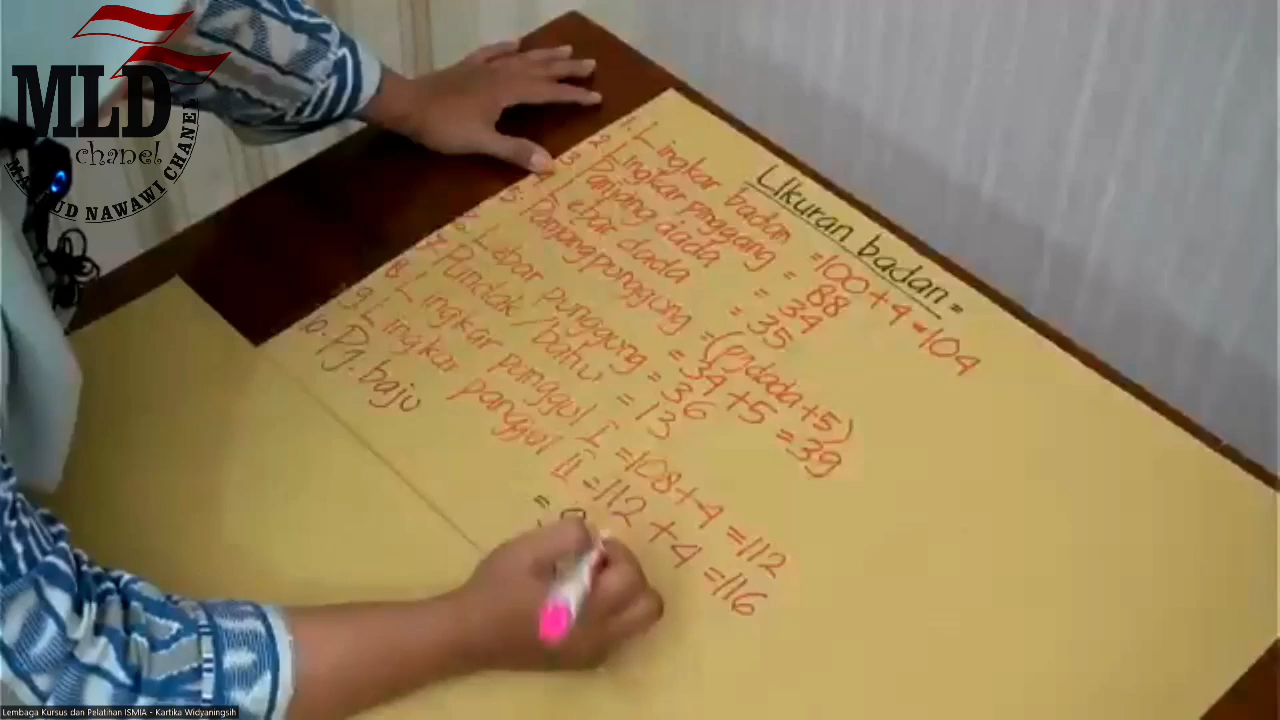 MLD
chanel
MAHMUD NAWAWI CHANEL
Ukuran badan =
1. Lingkar badan = 100 + 4 = 104
2. Lingkar pinggang = 88
3. Panjang dada = 34
4. Lebar dada = 35
5. Panjang punggung = (pjdada + 5)
34 + 5 = 39
6. Lebar punggung = 36
7. Pundak / bahu = 13
8. Lingkar punggul I = 108 + 4 = 112
9. Lingkar panggul II = 112 + 4 = 116
10. Pj. baju =
Lembaga Kursus dan Pelatihan ISMIA - Kartika Widyaningsih